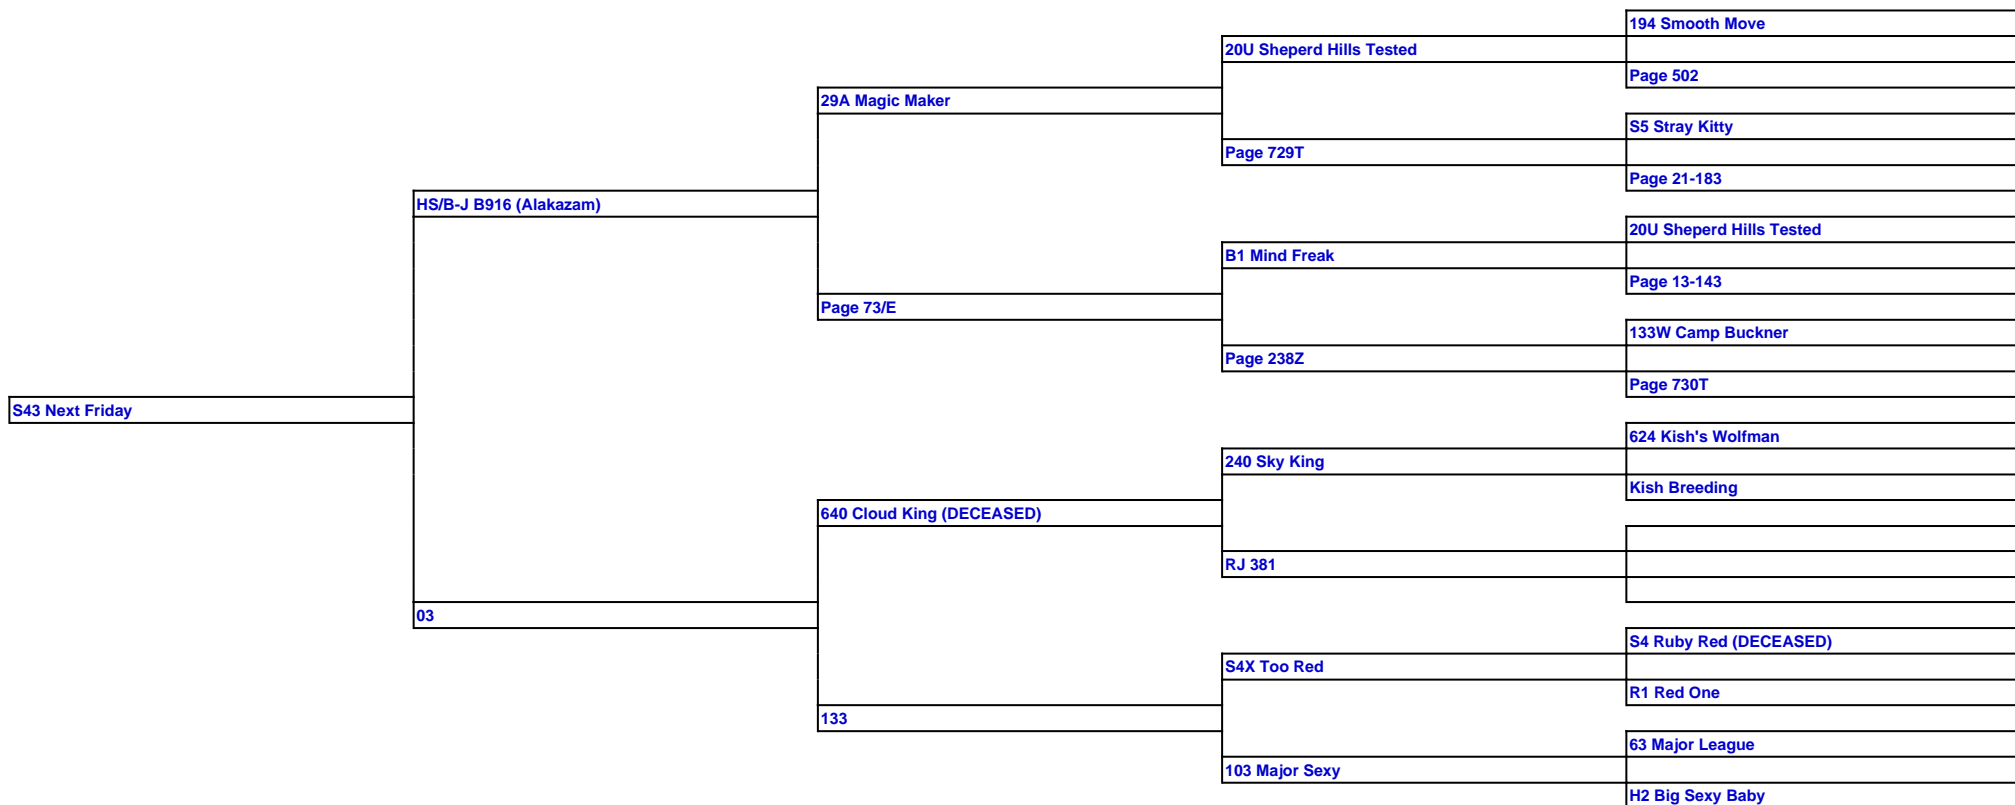 194 Smooth Move
20U Sheperd Hills Tested
Page 502
29A Magic Maker
S5 Stray Kitty
Page 729T
Page 21-183
HS/B-J B916 (Alakazam)
20U Sheperd Hills Tested
B1 Mind Freak
Page 13-143
Page 73/E
133W Camp Buckner
Page 238Z
Page 730T
S43 Next Friday
624 Kish's Wolfman
240 Sky King
Kish Breeding
640 Cloud King (DECEASED)
RJ 381
03
S4 Ruby Red (DECEASED)
S4X Too Red
R1 Red One
133
63 Major League
103 Major Sexy
H2 Big Sexy Baby